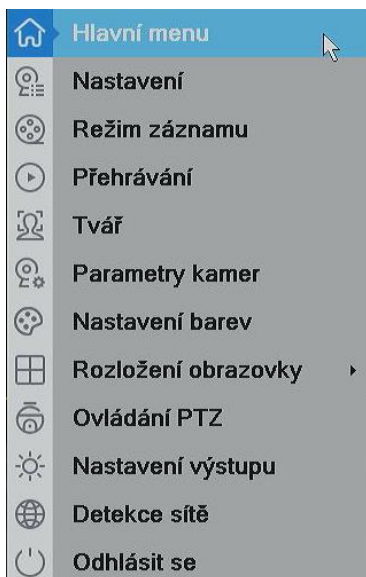 Hlavní menu
Nastavení
Režim záznamu
Přehrávání
Tvář
Parametry kamer
Nastavení barev
Rozložení obrazovky
Ovládání PTZ
Nastavení výstupu
Detekce sítě
Odhlásit se